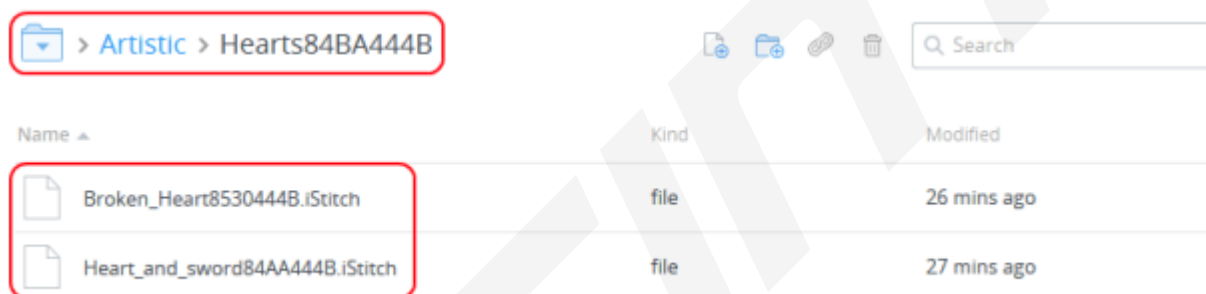 > Artistic > Hearts84BA444B
Search
Name Kind Modified
Broken_Heart8530444B.iStitch file 26 mins ago
Heart_and_sword84AA444B.iStitch file 27 mins ago